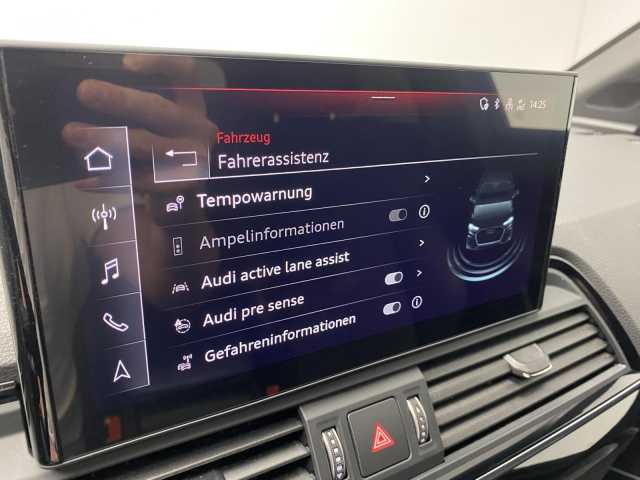 14:25
Fahrzeug
Fahrerassistenz
Tempowarnung
Ampelinformationen
Audi active lane assist
Audi pre sense
Gefahreninformationen